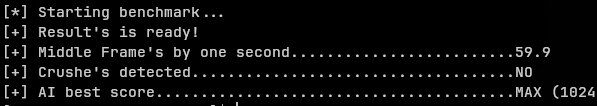 [*] Starting benchmark...
[+] Result's is ready!
[+] Middle Frame's by one second.........................59.9
[+] Crushe's detected....................................NO
[+] AI best score........................................MAX (1024